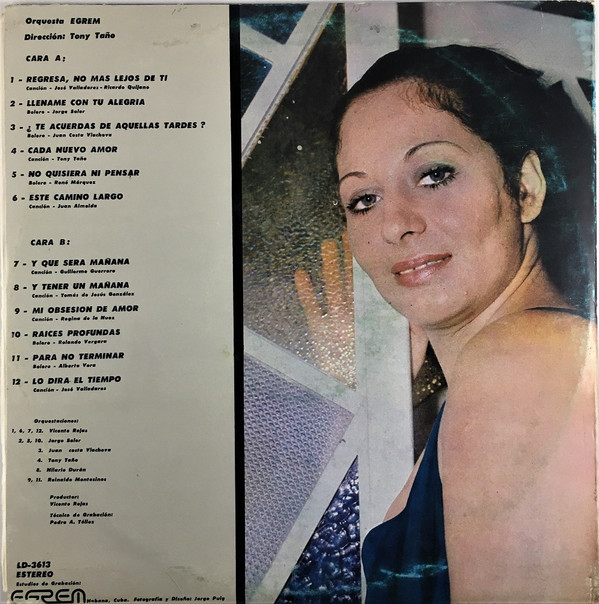 Orquesta EGREM
Dirección: Tony Taño
CARA A:
1 - REGRESA, NO MAS LEJOS DE TI
Canción - José Valladares - Ricardo Quijano
2 - LLENAME CON TU ALEGRIA
Bolero - Jorge Soler
3 - ¿ TE ACUERDAS DE AQUELLAS TARDES ?
Bolero - Juan Costa Viachova
4 - CADA NUEVO AMOR
Canción - Tony Taño
5 - NO QUISIERA NI PENSAR
Bolero - René Márquez
6 - ESTE CAMINO LARGO
Canción - Juan Almeida
CARA B:
7 - Y QUE SERA MAÑANA
Canción - Guillermo Guerrero
8 - Y TENER UN MAÑANA
Canción - Tomás de Jesús González
9 - MI OBSESION DE AMOR
Canción - Regina de la Nuez
10 - RAICES PROFUNDAS
Bolero - Rolando Vergara
11 - PARA NO TERMINAR
Bolero - Alberto Vera
12 - LO DIRA EL TIEMPO
Canción - José Valladares
Orquestaciones:
1, 6, 7, 12. Vicente Rojas
2, 5, 10. Jorge Soler
3. Juan costa Viachova
4. Tony Taño
8. Hilario Durán
9, 11. Reinaldo Montesinos
Productor:
Vicente Rojas
Técnico de Grabación:
Pedro A. Téllez
LD-3613
ESTEREO
Estudios de Grabación:
EGREM Habana, Cuba. Fotografía y Diseño: Jorge Puig